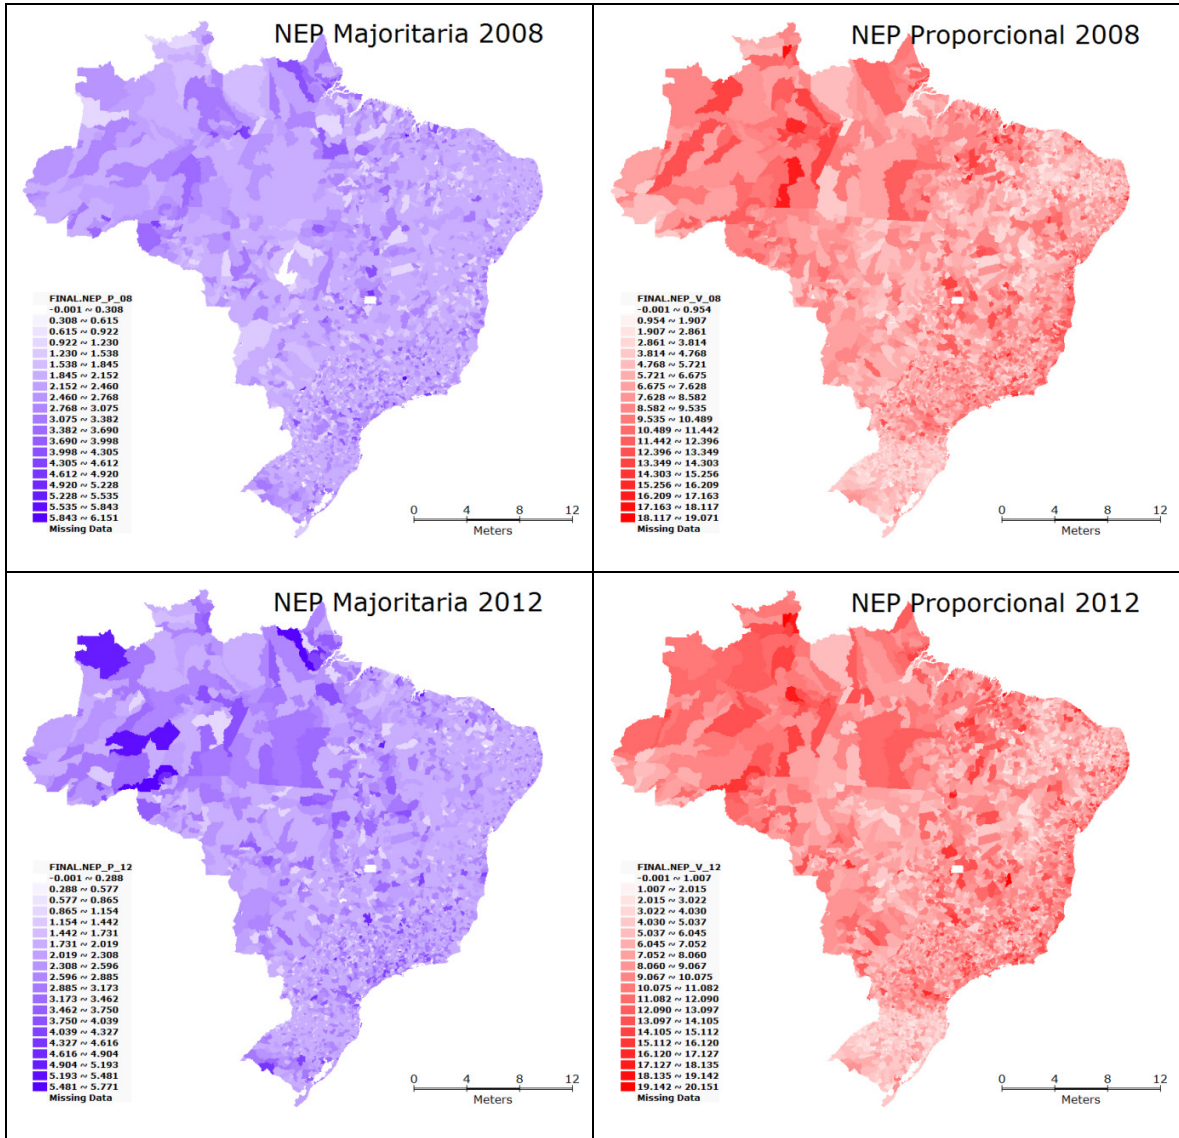 NEP Majoritaria 2008
FINAL.NEP_P_08
-0.001 ~ 0.308
0.308 ~ 0.615
0.615 ~ 0.922
0.922 ~ 1.230
1.230 ~ 1.538
1.538 ~ 1.845
1.845 ~ 2.152
2.152 ~ 2.460
2.460 ~ 2.768
2.768 ~ 3.075
3.075 ~ 3.382
3.382 ~ 3.690
3.690 ~ 3.998
3.998 ~ 4.305
4.305 ~ 4.612
4.612 ~ 4.920
4.920 ~ 5.228
5.228 ~ 5.535
5.535 ~ 5.843
5.843 ~ 6.151
Missing Data
0 6 12
Meters
NEP Proporcional 2008
FINAL.NEP_V_08
-0.001 ~ 0.954
0.954 ~ 1.907
1.907 ~ 2.861
2.861 ~ 3.814
3.814 ~ 4.768
4.768 ~ 5.721
5.721 ~ 6.675
6.675 ~ 7.628
7.628 ~ 8.582
8.582 ~ 9.535
9.535 ~ 10.489
10.489 ~ 11.442
11.442 ~ 12.396
12.396 ~ 13.349
13.349 ~ 14.303
14.303 ~ 15.256
15.256 ~ 16.209
16.209 ~ 17.163
17.163 ~ 18.117
18.117 ~ 19.071
Missing Data
0 6 12
Meters
NEP Majoritaria 2012
FINAL.NEP_P_12
-0.001 ~ 0.288
0.288 ~ 0.577
0.577 ~ 0.865
0.865 ~ 1.154
1.154 ~ 1.442
1.442 ~ 1.731
1.731 ~ 2.019
2.019 ~ 2.308
2.308 ~ 2.596
2.596 ~ 2.885
2.885 ~ 3.173
3.173 ~ 3.462
3.462 ~ 3.750
3.750 ~ 4.039
4.039 ~ 4.327
4.327 ~ 4.616
4.616 ~ 4.904
4.904 ~ 5.193
5.193 ~ 5.481
5.481 ~ 5.771
Missing Data
0 6 12
Meters
NEP Proporcional 2012
FINAL.NEP_V_12
-0.001 ~ 1.007
1.007 ~ 2.015
2.015 ~ 3.022
3.022 ~ 4.030
4.030 ~ 5.037
5.037 ~ 6.045
6.045 ~ 7.052
7.052 ~ 8.060
8.060 ~ 9.067
9.067 ~ 10.075
10.075 ~ 11.082
11.082 ~ 12.090
12.090 ~ 13.097
13.097 ~ 14.105
14.105 ~ 15.112
15.112 ~ 16.120
16.120 ~ 17.127
17.127 ~ 18.135
18.135 ~ 19.142
19.142 ~ 20.151
Missing Data
0 6 12
Meters